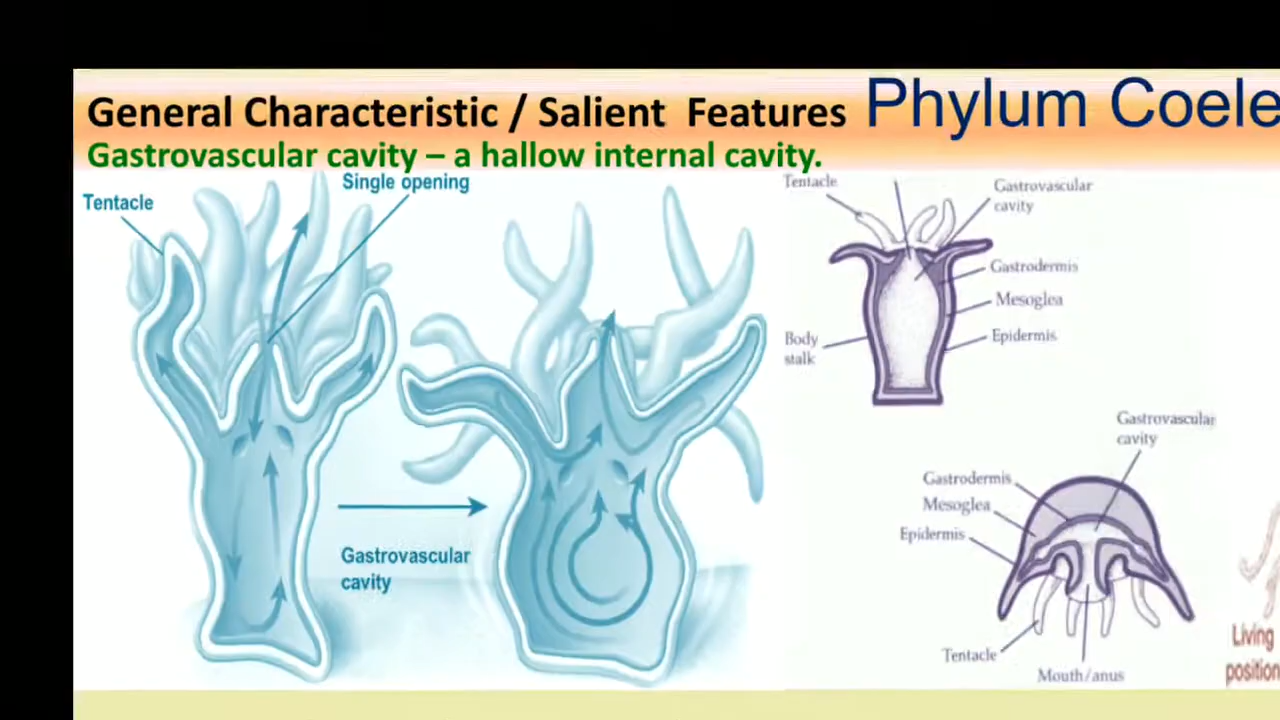 General Characteristic / Salient Features
Phylum Coele
Gastrovascular cavity – a hallow internal cavity.
Single opening
Tentacle
Gastrovascular
cavity
Tentacle
Gastrovascular
cavity
Gastrodermis
Mesoglea
Epidermis
Body
stalk
Gastrovascular
cavity
Gastrodermis
Mesoglea
Epidermis
Tentacle
Mouth/anus
Living
position